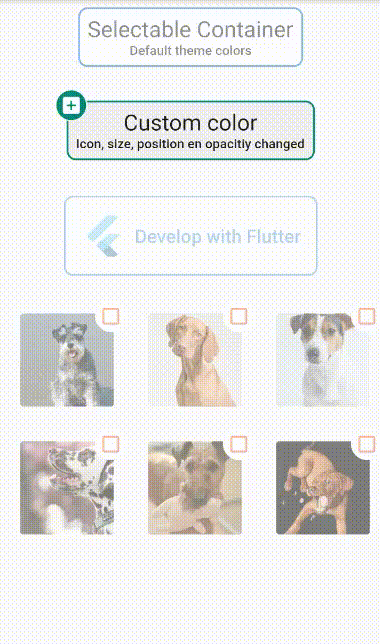 Selectable Container
Default theme colors
Custom color
Icon, size, position en opacitiy changed
Develop with Flutter